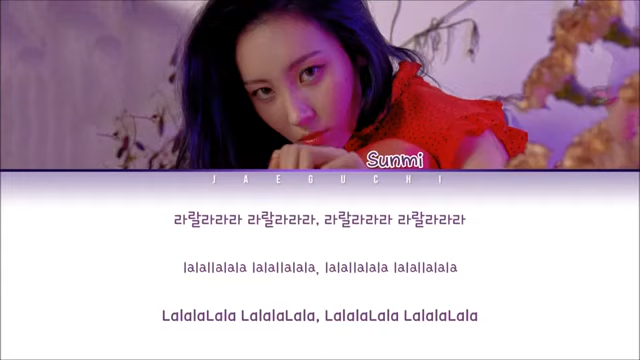 Sunmi
JAEGUCHI
라랄라라라 라랄라라라, 라랄라라라 라랄라라라
lalallalala lalallalala, lalallalala lalallalala
LalalaLala LalalaLala, LalalaLala LalalaLala